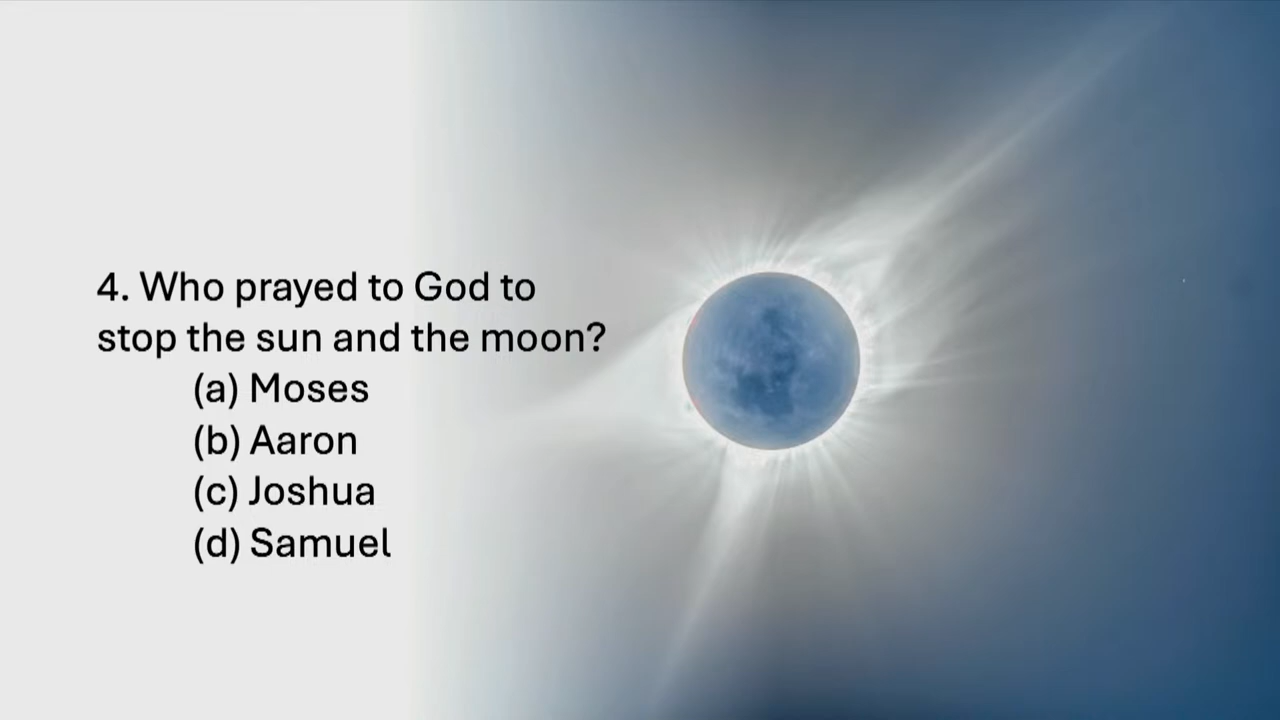 4. Who prayed to God to
stop the sun and the moon?
(a) Moses
(b) Aaron
(c) Joshua
(d) Samuel